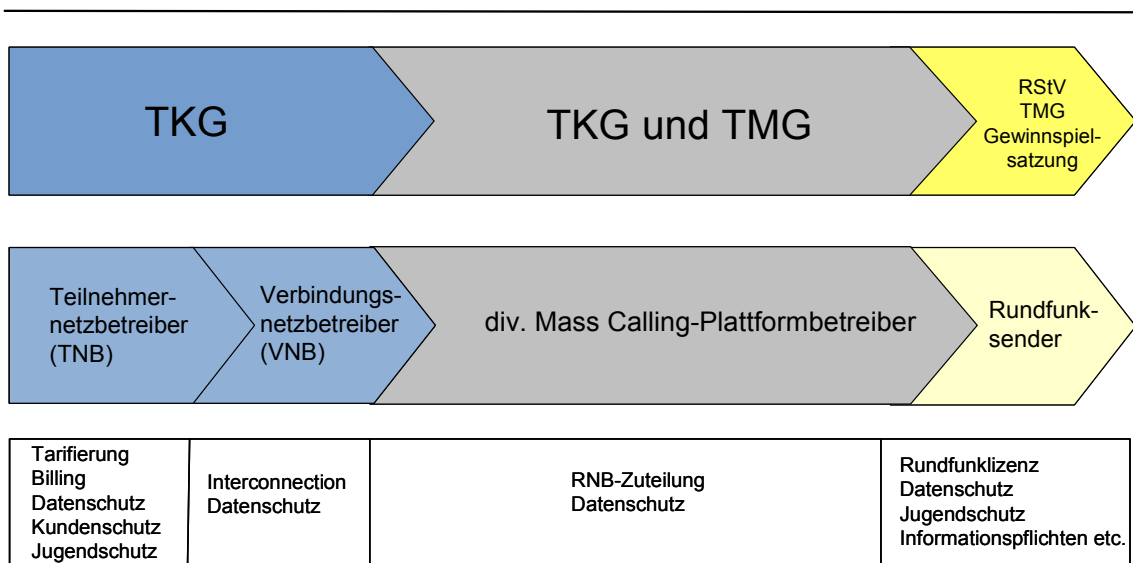 TKG
TKG und TMG
RStV
TMG
Gewinnspiel-
satzung
Teilnehmer-
netzbetreiber
(TNB)
Verbindungs-
netzbetreiber
(VNB)
div. Mass Calling-Plattformbetreiber
Rundfunk-
sender
Tarifierung
Billing
Datenschutz
Kundenschutz
Jugendschutz
Interconnection
Datenschutz
RNB-Zuteilung
Datenschutz
Rundfunklizenz
Datenschutz
Jugendschutz
Informationspflichten etc.